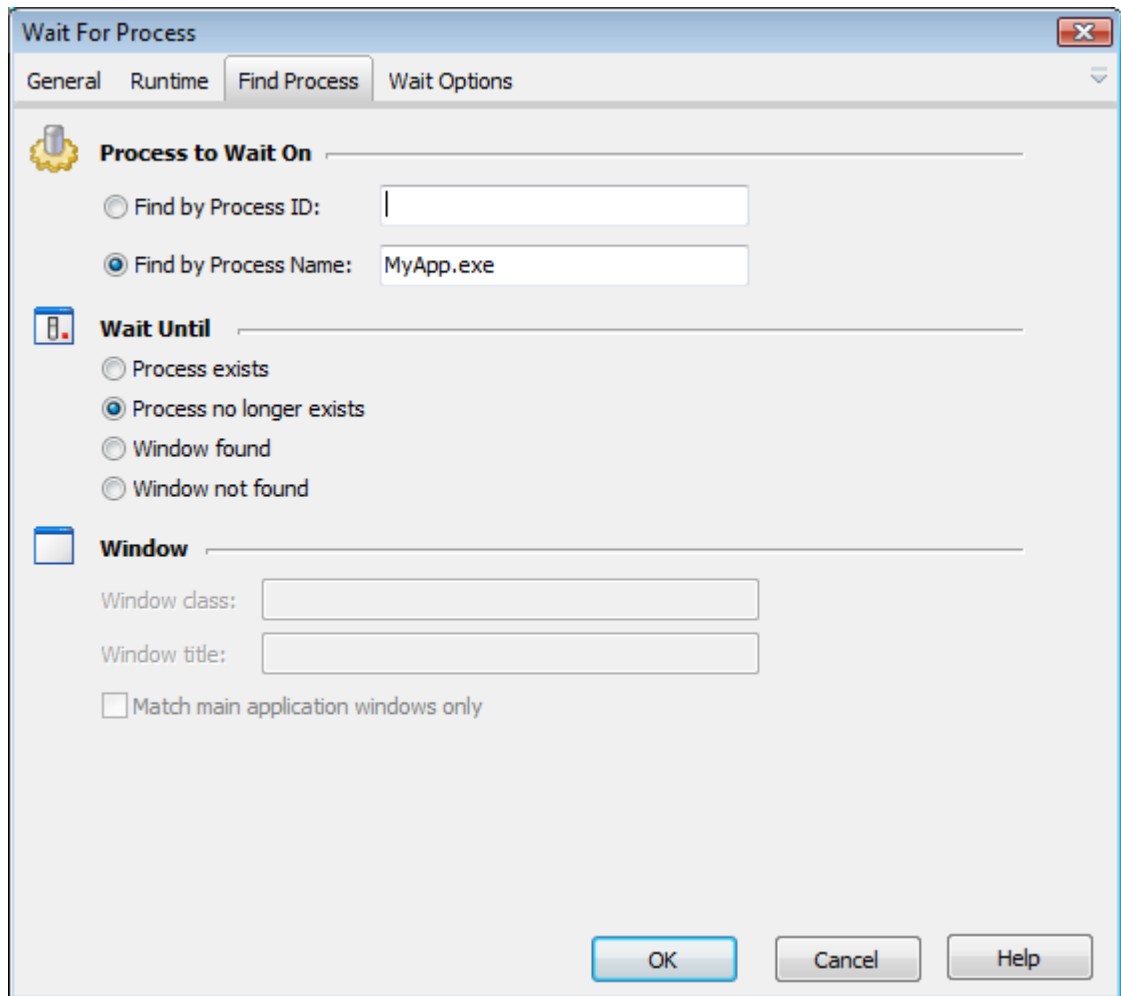 Wait For Process
General Runtime Find Process Wait Options
Process to Wait On
Find by Process ID:
Find by Process Name: MyApp.exe
Wait Until
Process exists
Process no longer exists
Window found
Window not found
Window
Window class:
Window title:
Match main application windows only
OK Cancel Help